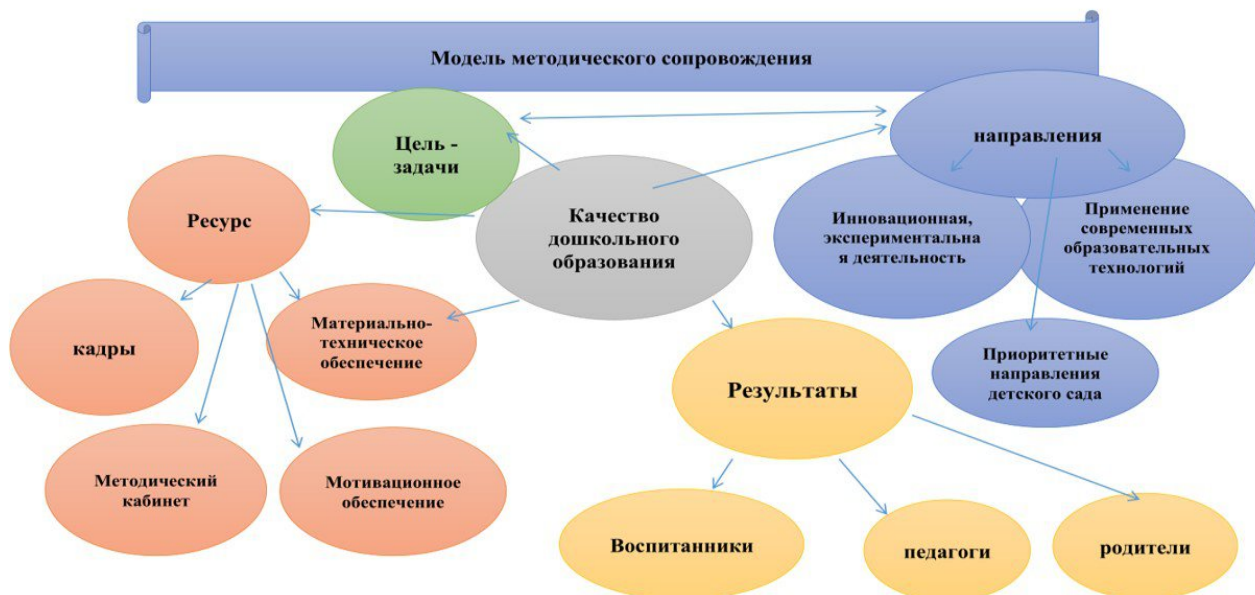 Модель методического сопровождения
Цель -
задачи
направления
Ресурс
Качество
дошкольного
образования
Инновационная,
экспериментальна
я деятельность
Применение
современных
образовательных
технологий
кадры
Материально-
техническое
обеспечение
Результаты
Приоритетные
направления
детского сада
Методический
кабинет
Мотивационное
обеспечение
Воспитанники
педагоги
родители